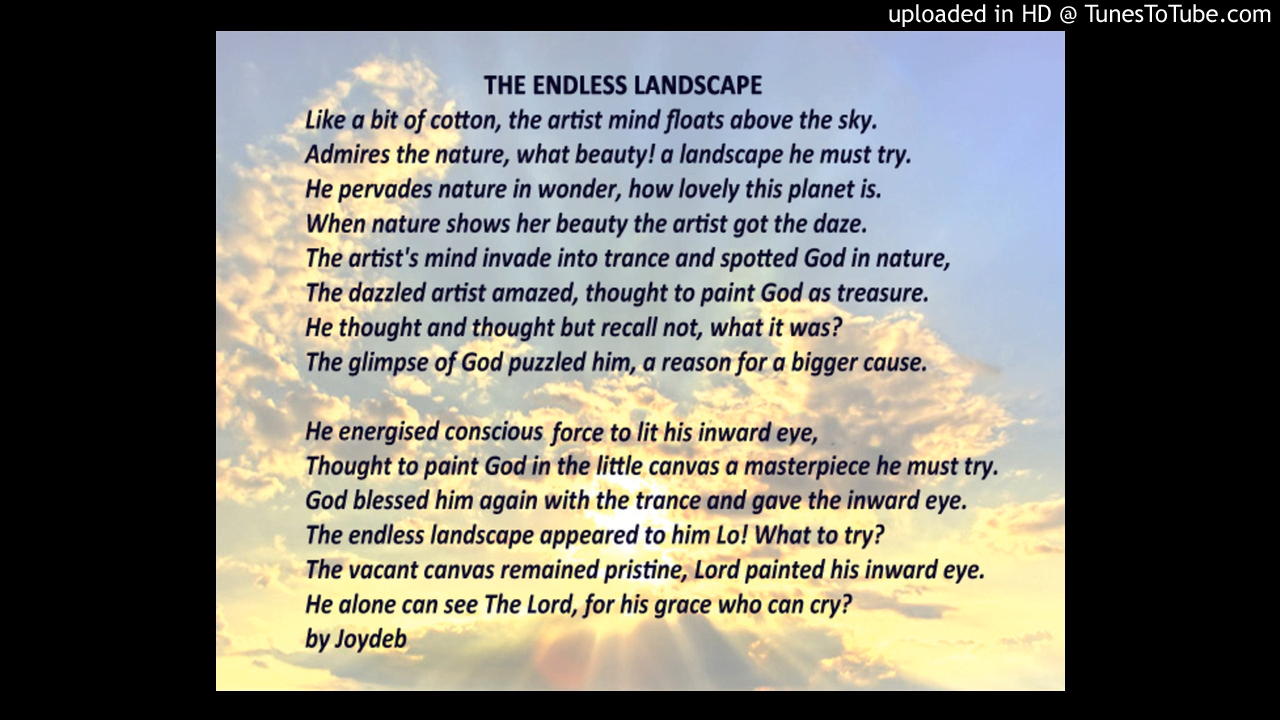 uploaded in HD @ TunesToTube.com
THE ENDLESS LANDSCAPE
Like a bit of cotton, the artist mind floats above the sky.
Admires the nature, what beauty! a landscape he must try.
He pervades nature in wonder, how lovely this planet is.
When nature shows her beauty the artist got the daze.
The artist's mind invade into trance and spotted God in nature,
The dazzled artist amazed, thought to paint God as treasure.
He thought and thought but recall not, what it was?
The glimpse of God puzzled him, a reason for a bigger cause.
He energised conscious force to lit his inward eye,
Thought to paint God in the little canvas a masterpiece he must try.
God blessed him again with the trance and gave the inward eye.
The endless landscape appeared to him Lo! What to try?
The vacant canvas remained pristine, Lord painted his inward eye.
He alone can see The Lord, for his grace who can cry?
by Joydeb